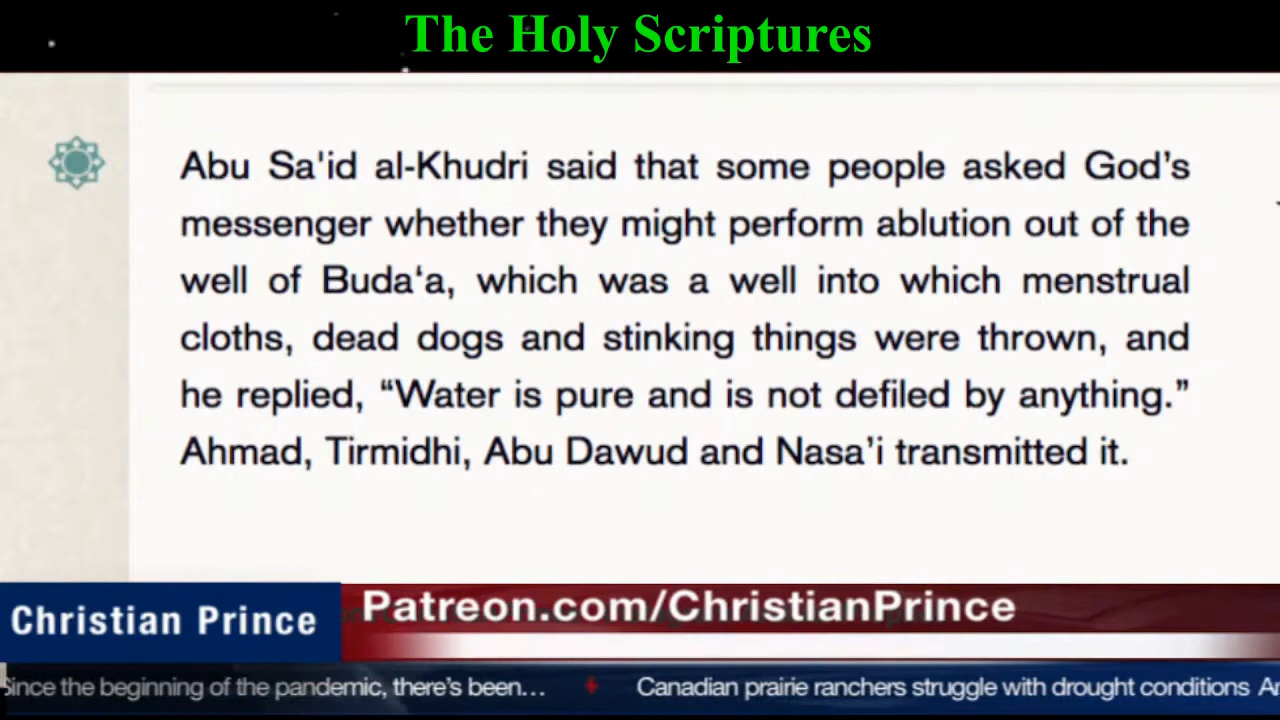 The Holy Scriptures
Abu Sa'id al-Khudri said that some people asked God’s
messenger whether they might perform ablution out of the
well of Buda‘a, which was a well into which menstrual
cloths, dead dogs and stinking things were thrown, and
he replied, “Water is pure and is not defiled by anything.”
Ahmad, Tirmidhi, Abu Dawud and Nasa’i transmitted it.
Christian Prince
Patreon.com/ChristianPrince
Since the beginning of the pandemic, there’s been... Canadian prairie ranchers struggle with drought conditions